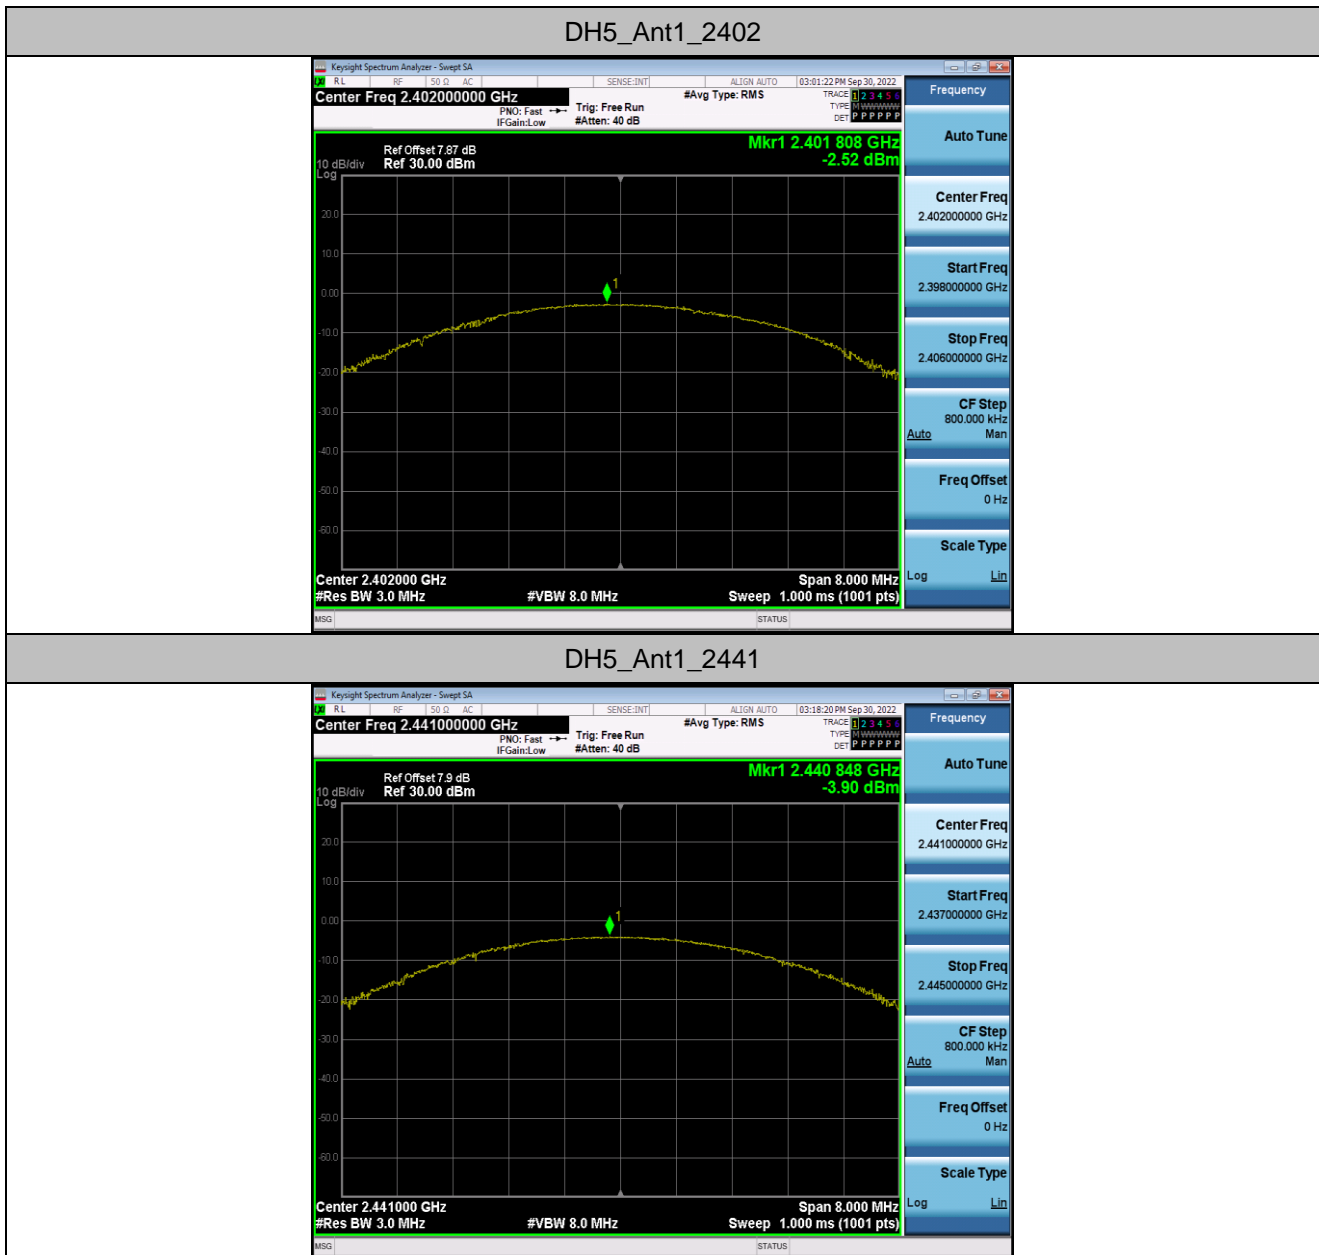 DH5_Ant1_2402
Keysight Spectrum Analyzer - Swept SA
RL RF 50 Ω AC SENSE:INT ALIGN AUTO 03:01:22 PM Sep 30, 2022
Center Freq 2.402000000 GHz
PNO: Fast
IFGain:Low
Trig: Free Run
#Atten: 40 dB
#Avg Type: RMS
TRACE 1 2 3 4 5 6
TYPE M W W W W W
DET P P P P P P
Mkr1 2.401 808 GHz
-2.52 dBm
Ref Offset 7.87 dB
10 dB/div Ref 30.00 dBm
Log
20.0
10.0
0.00
-10.0
-20.0
-30.0
-40.0
-50.0
-60.0
1
Center 2.402000 GHz Span 8.000 MHz
#Res BW 3.0 MHz #VBW 8.0 MHz Sweep 1.000 ms (1001 pts)
MSG STATUS
Frequency
Auto Tune
Center Freq
2.402000000 GHz
Start Freq
2.398000000 GHz
Stop Freq
2.406000000 GHz
CF Step
800.000 kHz
Auto Man
Freq Offset
0 Hz
Scale Type
Log Lin
DH5_Ant1_2441
Keysight Spectrum Analyzer - Swept SA
RL RF 50 Ω AC SENSE:INT ALIGN AUTO 03:18:20 PM Sep 30, 2022
Center Freq 2.441000000 GHz
PNO: Fast
IFGain:Low
Trig: Free Run
#Atten: 40 dB
#Avg Type: RMS
TRACE 1 2 3 4 5 6
TYPE M W W W W W
DET P P P P P P
Mkr1 2.440 848 GHz
-3.90 dBm
Ref Offset 7.9 dB
10 dB/div Ref 30.00 dBm
Log
20.0
10.0
0.00
-10.0
-20.0
-30.0
-40.0
-50.0
-60.0
1
Center 2.441000 GHz Span 8.000 MHz
#Res BW 3.0 MHz #VBW 8.0 MHz Sweep 1.000 ms (1001 pts)
MSG STATUS
Frequency
Auto Tune
Center Freq
2.441000000 GHz
Start Freq
2.437000000 GHz
Stop Freq
2.445000000 GHz
CF Step
800.000 kHz
Auto Man
Freq Offset
0 Hz
Scale Type
Log Lin